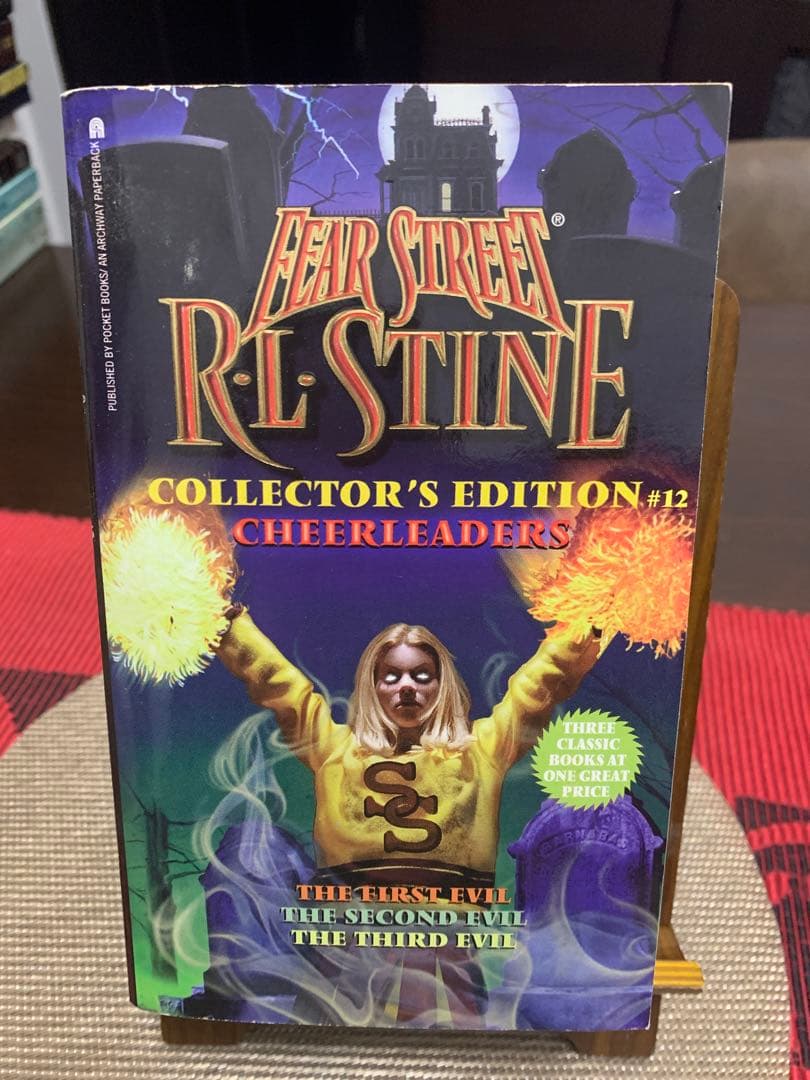 PUBLISHED BY POCKET BOOKS/ AN ARCHWAY PAPERBACK
FEAR STREET®
R·L·STINE
COLLECTOR'S EDITION #12
CHEERLEADERS
SS
THREE
CLASSIC
BOOKS AT
ONE GREAT
PRICE
BARNABAS
THE FIRST EVIL
THE SECOND EVIL
THE THIRD EVIL